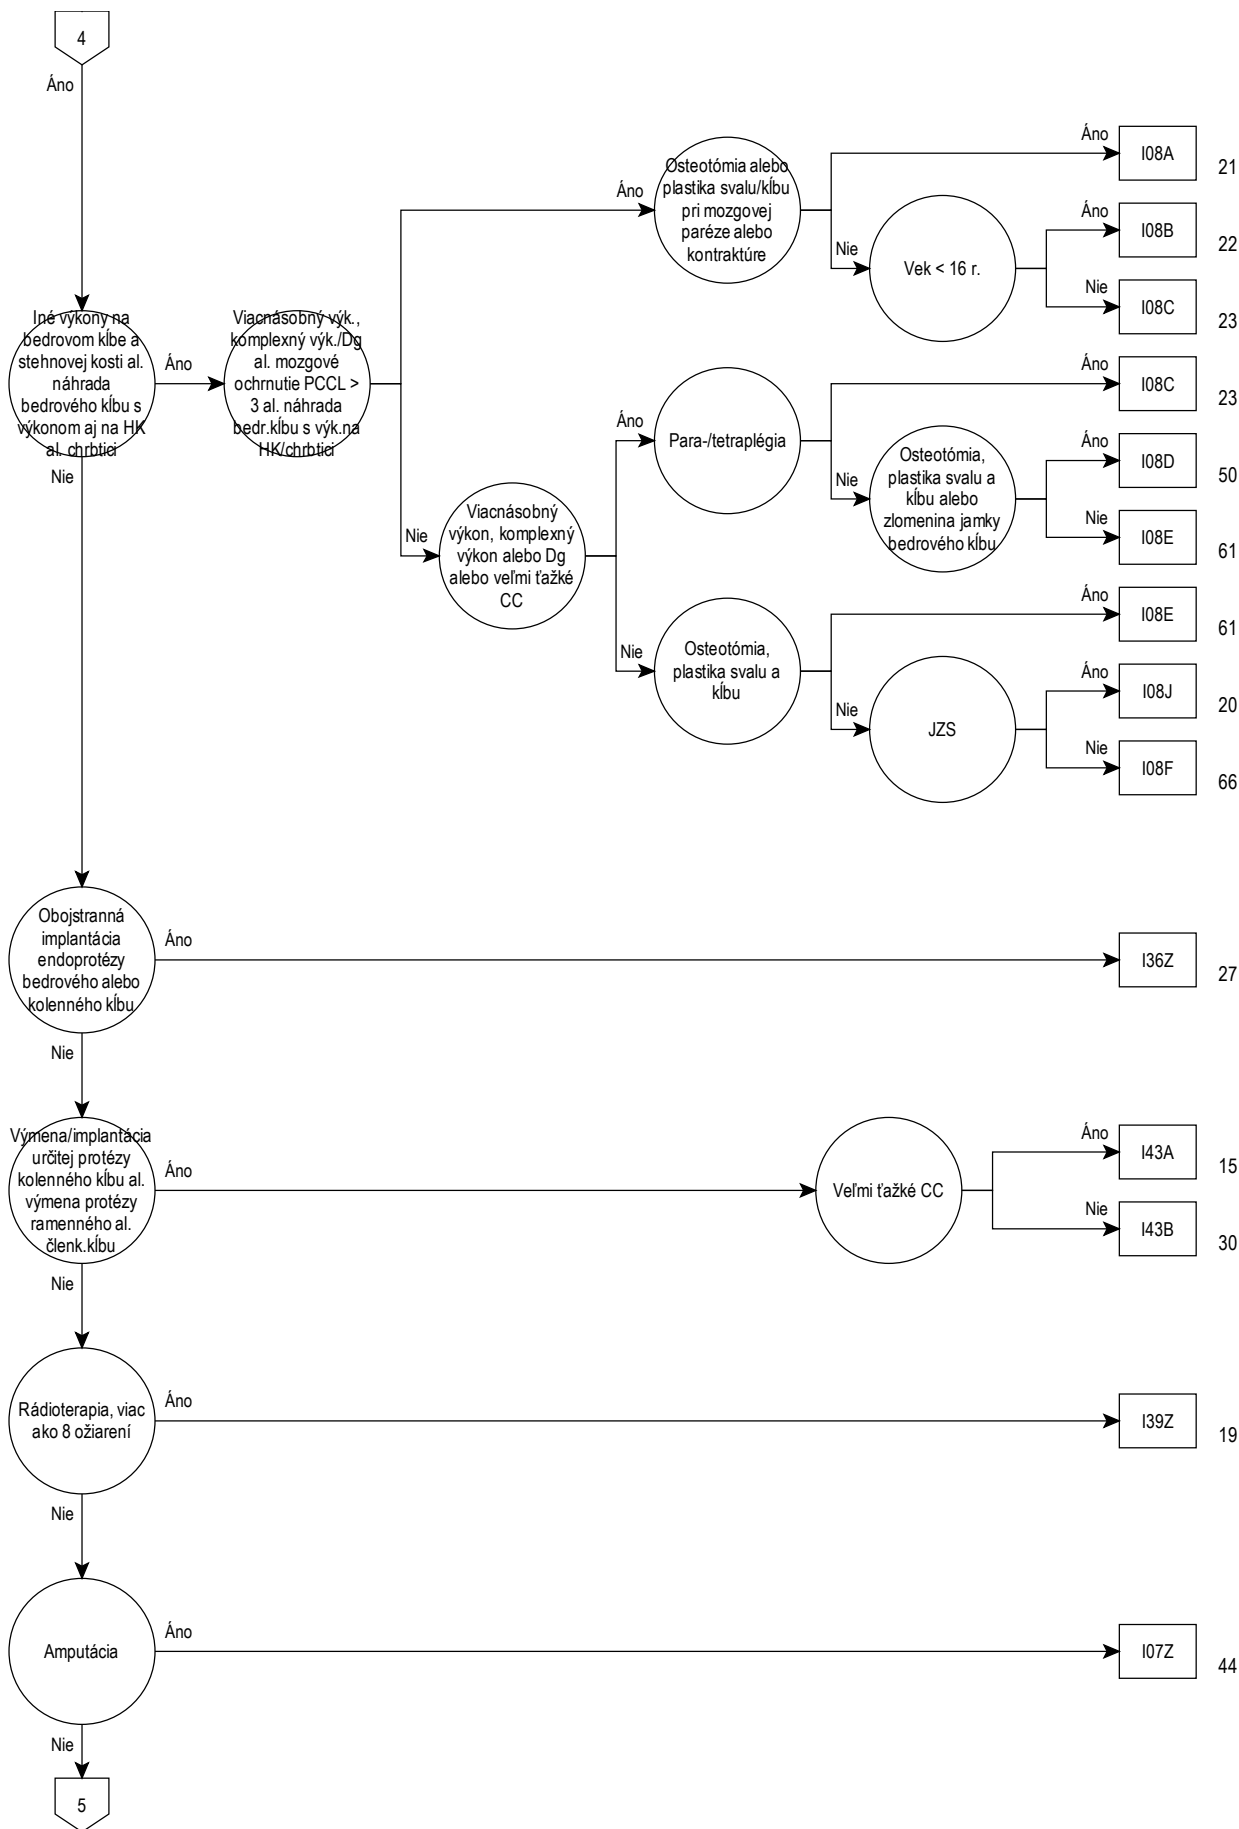 4
Áno
Iné výkony na
bedrovom kĺbe a
stehnovej kosti al.
náhrada
bedrového kĺbu s
výkonom aj na HK
al. chrbtici
Áno
Nie
Viacnásobný výk.,
komplexný výk./Dg
al. mozgové
ochrnutie PCCL >
3 al. náhrada
bedr.kĺbu s výk.na
HK/chrbtici
Áno
Nie
Osteotómia alebo
plastika svalu/kĺbu
pri mozgovej
paréze alebo
kontraktúre
Áno
I08A
21
Nie
Vek < 16 r.
Áno
I08B
22
Nie
I08C
23
Viacnásobný
výkon, komplexný
výkon alebo Dg
alebo veľmi ťažké
CC
Áno
Para-/tetraplégia
Áno
I08C
23
Nie
Osteotómia,
plastika svalu a
kĺbu alebo
zlomenina jamky
bedrového kĺbu
Áno
I08D
50
Nie
I08E
61
Nie
Osteotómia,
plastika svalu a
kĺbu
Áno
I08E
61
Nie
JZS
Áno
I08J
20
Nie
I08F
66
Obojstranná
implantácia
endoprotézy
bedrového alebo
kolenného kĺbu
Áno
I36Z
27
Nie
Výmena/implantácia
určitej protézy
kolenného kĺbu al.
výmena protézy
ramenného al.
členk.kĺbu
Áno
Veľmi ťažké CC
Áno
I43A
15
Nie
I43B
30
Nie
Rádioterapia, viac
ako 8 ožiarení
Áno
I39Z
19
Nie
Amputácia
Áno
I07Z
44
Nie
5